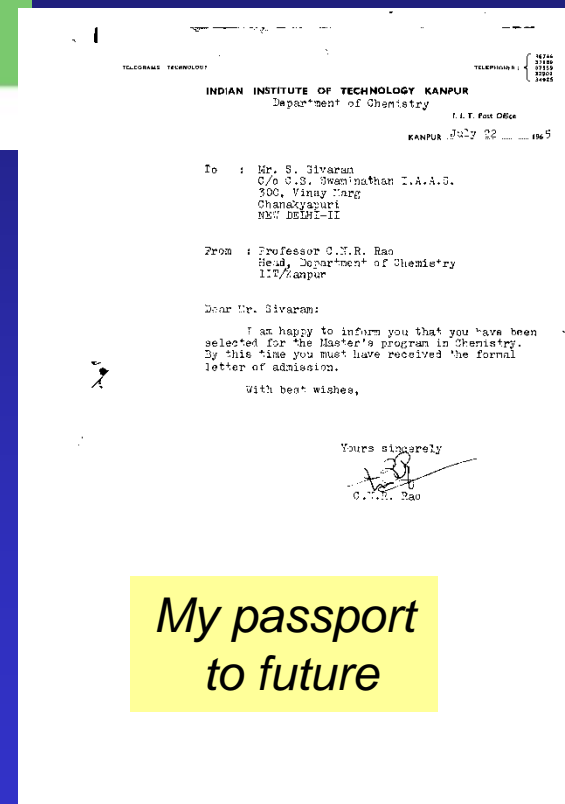 TELEGRAMS TECHNOLOGY
TELEPHONES :
INDIAN INSTITUTE OF TECHNOLOGY KANPUR
Department of Chemistry
I. I. T. Post Office
KANPUR July 22 1965
To : Mr. S. Sivaram
C/o C.S. Swaminathan I.A.A.S.
300, Vinay Marg
Chanakyapuri
NEW DELHI-II
From : Professor C.N.R. Rao
Head, Department of Chemistry
IIT/Kanpur
Dear Mr. Sivaram:
I am happy to inform you that you have been
selected for the Master's program in Chemistry.
By this time you must have received the formal
letter of admission.
With best wishes,
Yours sincerely
C.N.R. Rao
My passport
to future